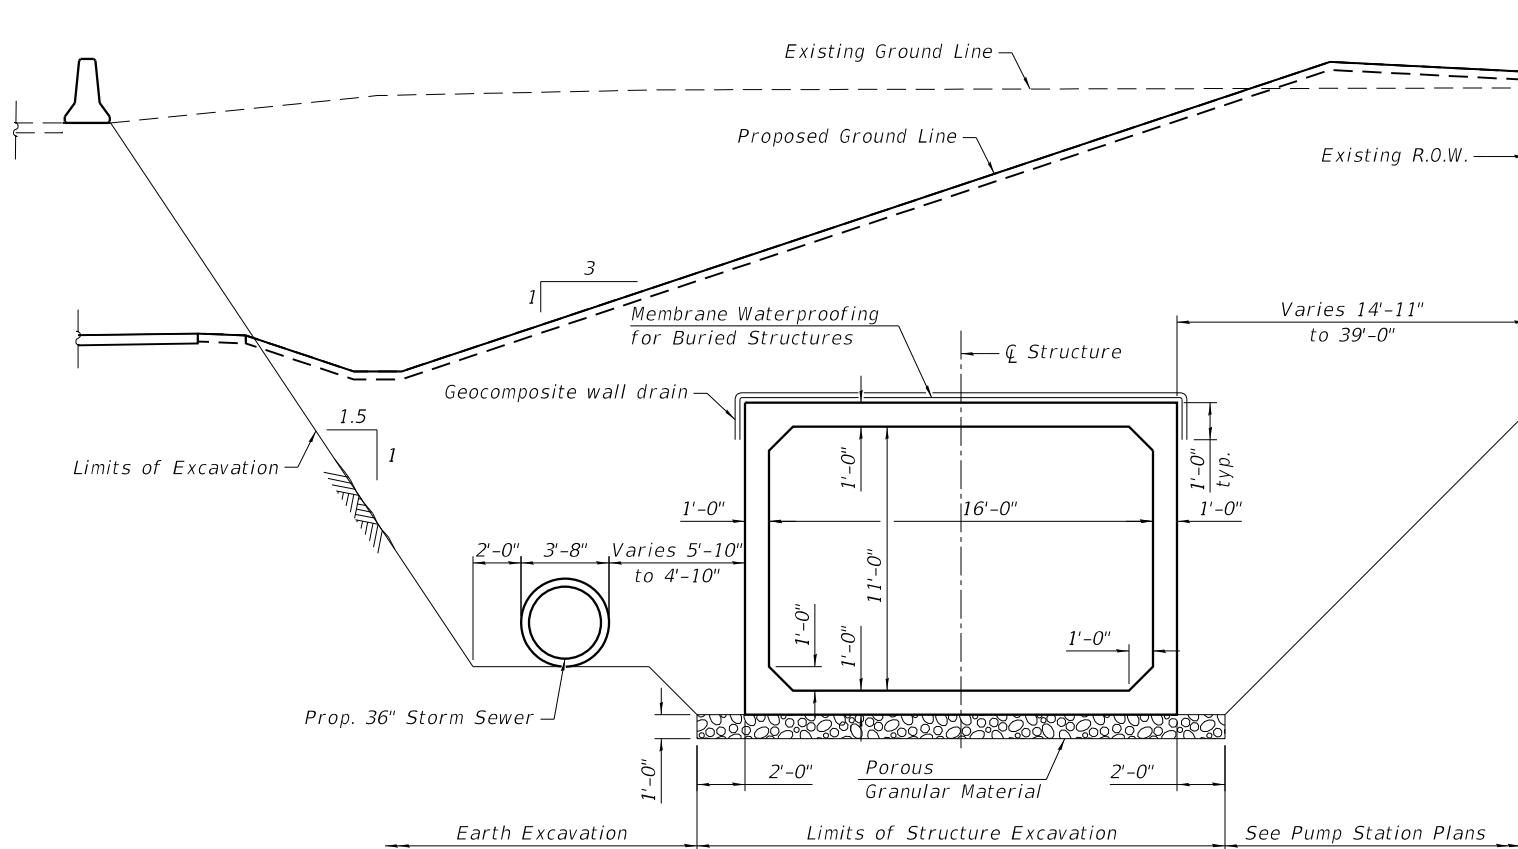 Existing Ground Line
Proposed Ground Line
Existing R.O.W.
3
1
Membrane Waterproofing
for Buried Structures
Varies 14'-11"
to 39'-0"
℄ Structure
Geocomposite wall drain
1.5
1
Limits of Excavation
1'-0"
1'-0"
typ.
1'-0"
16'-0"
1'-0"
2'-0"
3'-8"
Varies 5'-10"
to 4'-10"
11'-0"
1'-0"
1'-0"
1'-0"
Prop. 36" Storm Sewer
1'-0"
2'-0"
Porous
Granular Material
2'-0"
Earth Excavation
Limits of Structure Excavation
See Pump Station Plans